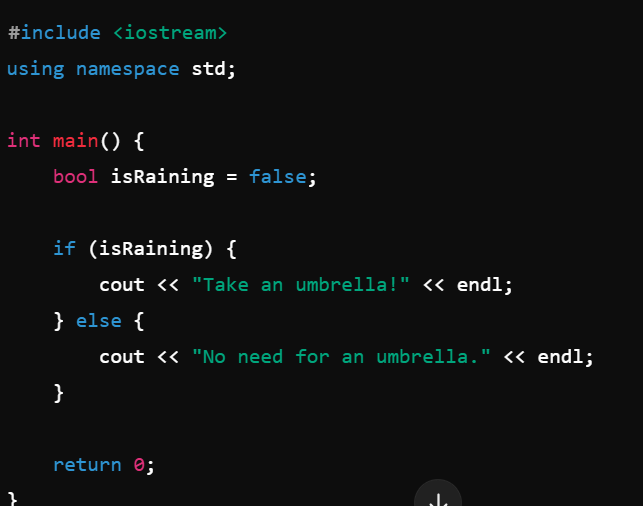 #include <iostream>
using namespace std;
int main() {
    bool isRaining = false;
    if (isRaining) {
        cout << "Take an umbrella!" << endl;
    } else {
        cout << "No need for an umbrella." << endl;
    }
    return 0;
}